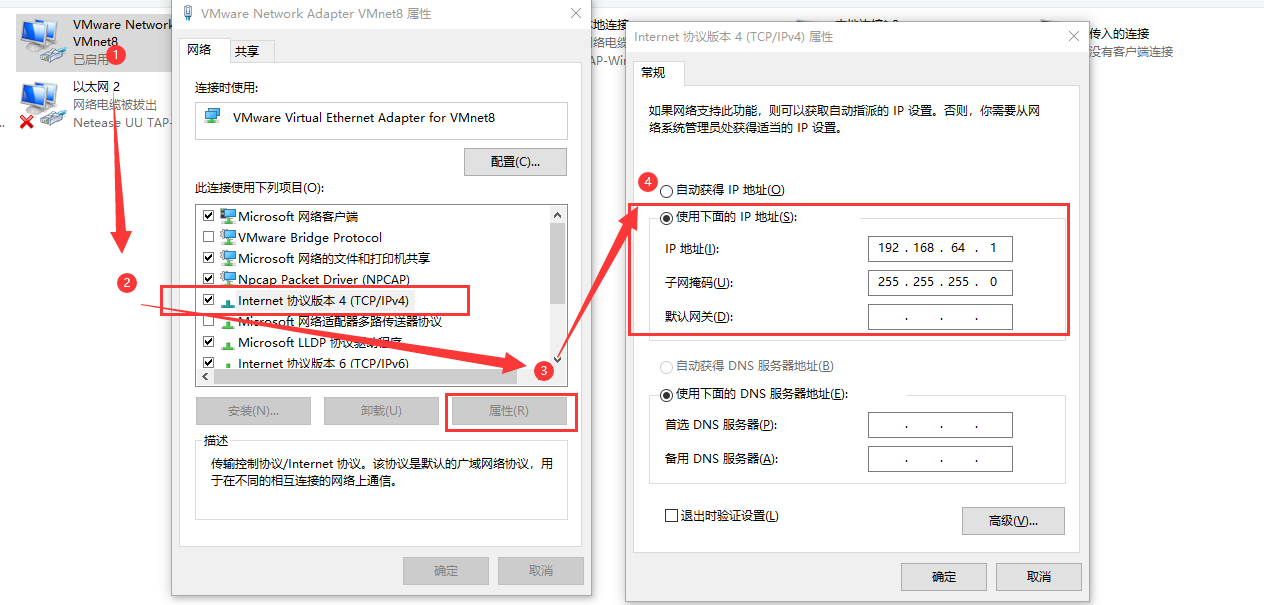 VMware Network
VMnet8
已启用
1
以太网 2
网络电缆被拔出
Netease UU TAP-
2
VMware Network Adapter VMnet8 属性
网络
共享
连接时使用:
VMware Virtual Ethernet Adapter for VMnet8
配置(C)...
此连接使用下列项目(O):
Microsoft 网络客户端
VMware Bridge Protocol
Microsoft 网络的文件和打印机共享
Npcap Packet Driver (NPCAP)
Internet 协议版本 4 (TCP/IPv4)
Microsoft 网络适配器多路传送器协议
Microsoft LLDP 协议驱动程序
Internet 协议版本 6 (TCP/IPv6)
3
安装(N)...
卸载(U)
属性(R)
描述
传输控制协议/Internet 协议。该协议是默认的广域网络协议，用
于在不同的相互连接的网络上通信。
确定
取消
Internet 协议版本 4 (TCP/IPv4) 属性
常规
如果网络支持此功能，则可以获取自动指派的 IP 设置。否则，你需要从网
络系统管理员处获得适当的 IP 设置。
4
自动获得 IP 地址(O)
使用下面的 IP 地址(S):
IP 地址(I):
192 . 168 . 64 . 1
子网掩码(U):
255 . 255 . 255 . 0
默认网关(D):
. . .
自动获得 DNS 服务器地址(B)
使用下面的 DNS 服务器地址(E):
首选 DNS 服务器(P):
. . .
备用 DNS 服务器(A):
. . .
退出时验证设置(L)
高级(V)...
确定
取消
传入的连接
没有客户端连接